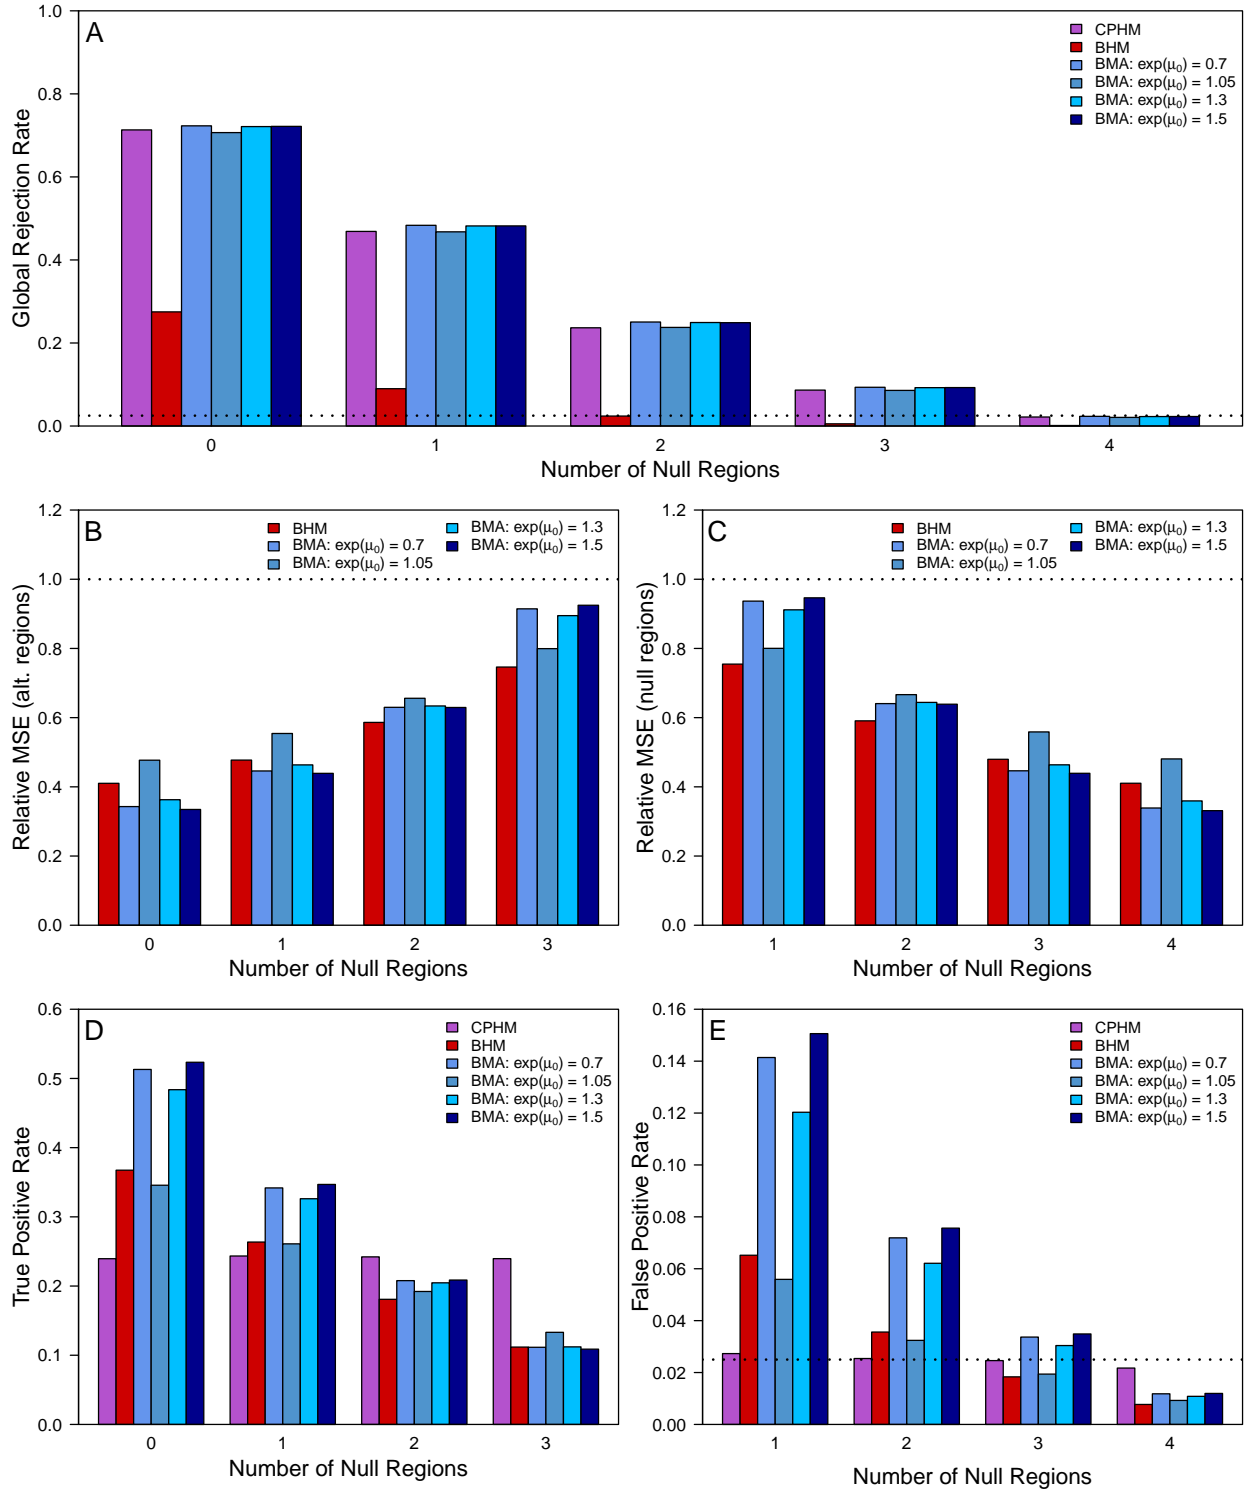 A
CPHM
BHM
BMA: exp(μ₀) = 0.7
BMA: exp(μ₀) = 1.05
BMA: exp(μ₀) = 1.3
BMA: exp(μ₀) = 1.5
Global Rejection Rate
1.0
0.8
0.6
0.4
0.2
0.0
0 1 2 3 4
Number of Null Regions
B
BHM
BMA: exp(μ₀) = 0.7
BMA: exp(μ₀) = 1.05
BMA: exp(μ₀) = 1.3
BMA: exp(μ₀) = 1.5
Relative MSE (alt. regions)
1.2
1.0
0.8
0.6
0.4
0.2
0.0
0 1 2 3
Number of Null Regions
C
BHM
BMA: exp(μ₀) = 0.7
BMA: exp(μ₀) = 1.05
BMA: exp(μ₀) = 1.3
BMA: exp(μ₀) = 1.5
Relative MSE (null regions)
1.2
1.0
0.8
0.6
0.4
0.2
0.0
1 2 3 4
Number of Null Regions
D
CPHM
BHM
BMA: exp(μ₀) = 0.7
BMA: exp(μ₀) = 1.05
BMA: exp(μ₀) = 1.3
BMA: exp(μ₀) = 1.5
True Positive Rate
0.6
0.5
0.4
0.3
0.2
0.1
0.0
0 1 2 3
Number of Null Regions
E
CPHM
BHM
BMA: exp(μ₀) = 0.7
BMA: exp(μ₀) = 1.05
BMA: exp(μ₀) = 1.3
BMA: exp(μ₀) = 1.5
False Positive Rate
0.16
0.14
0.12
0.10
0.08
0.06
0.04
0.02
0.00
1 2 3 4
Number of Null Regions